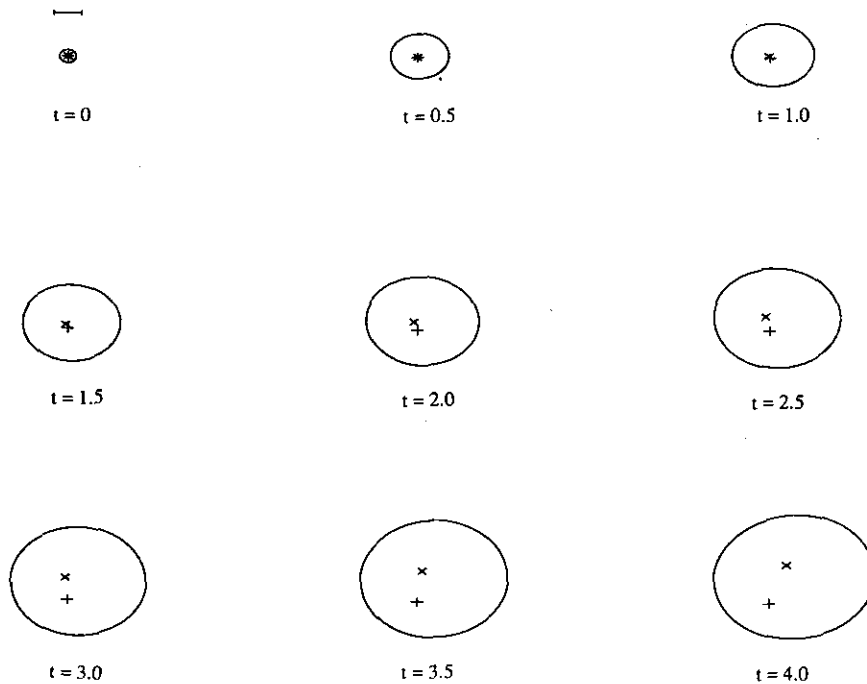 t = 0
t = 0.5
t = 1.0
t = 1.5
t = 2.0
t = 2.5
t = 3.0
t = 3.5
t = 4.0